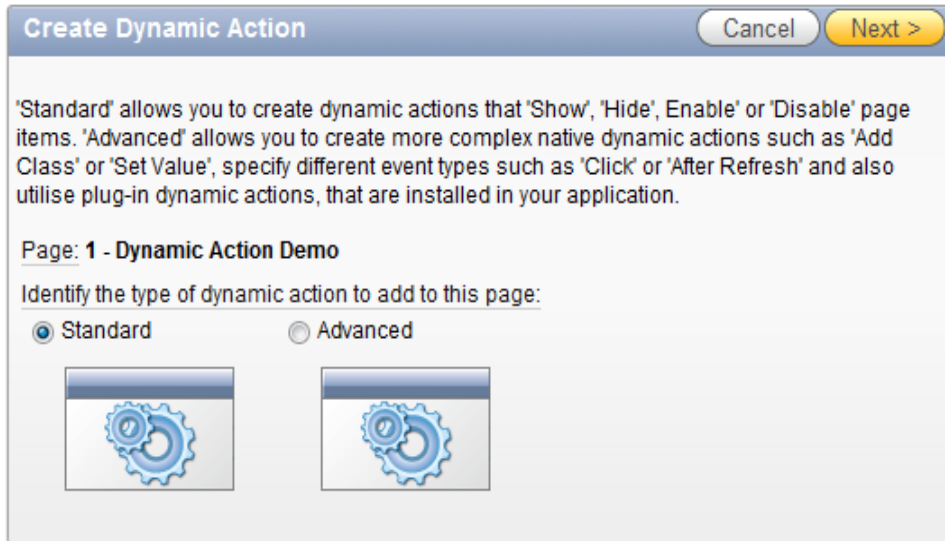 Create Dynamic Action
Cancel
Next >
'Standard' allows you to create dynamic actions that 'Show', 'Hide', Enable' or 'Disable' page
items. 'Advanced' allows you to create more complex native dynamic actions such as 'Add
Class' or 'Set Value', specify different event types such as 'Click' or 'After Refresh' and also
utilise plug-in dynamic actions, that are installed in your application.
Page: 1 - Dynamic Action Demo
Identify the type of dynamic action to add to this page:
Standard
Advanced